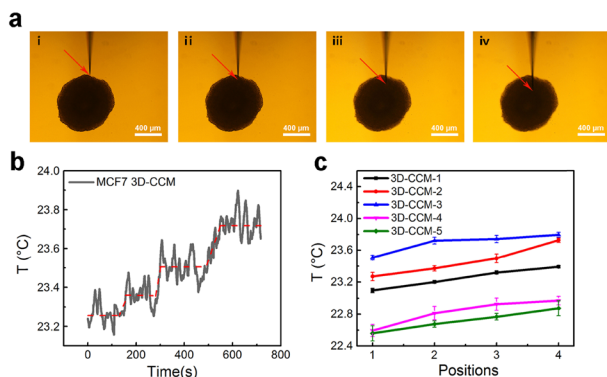 a
i
ii
iii
iv
400 μm
400 μm
400 μm
400 μm
b
24.0
23.8
23.6
23.4
23.2
T (°C)
MCF7 3D-CCM
0
200
400
600
800
Time(s)
c
24.4
24.0
23.6
23.2
22.8
22.4
T (°C)
3D-CCM-1
3D-CCM-2
3D-CCM-3
3D-CCM-4
3D-CCM-5
1
2
3
4
Positions